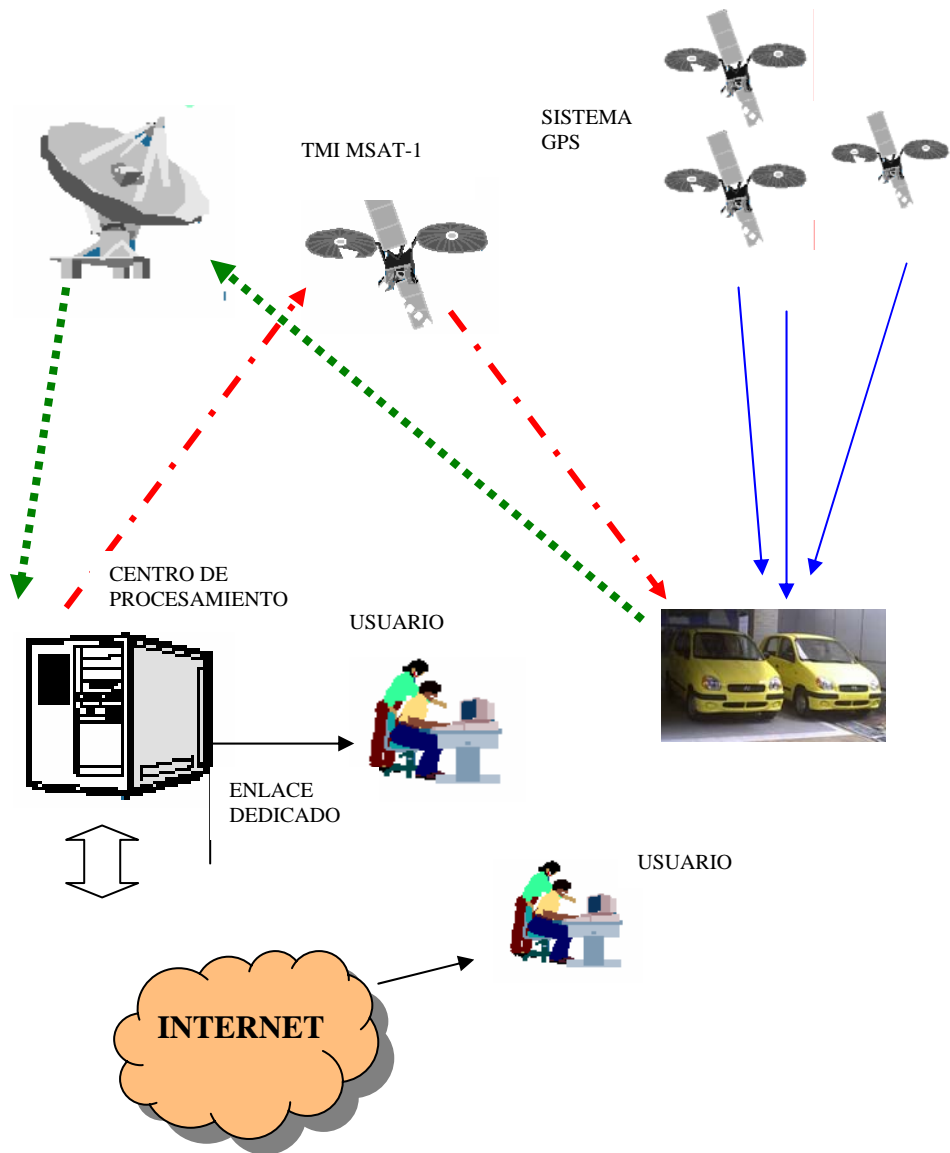 SISTEMA
GPS
TMI MSAT-1
CENTRO DE
PROCESAMIENTO
USUARIO
ENLACE
DEDICADO
USUARIO
INTERNET